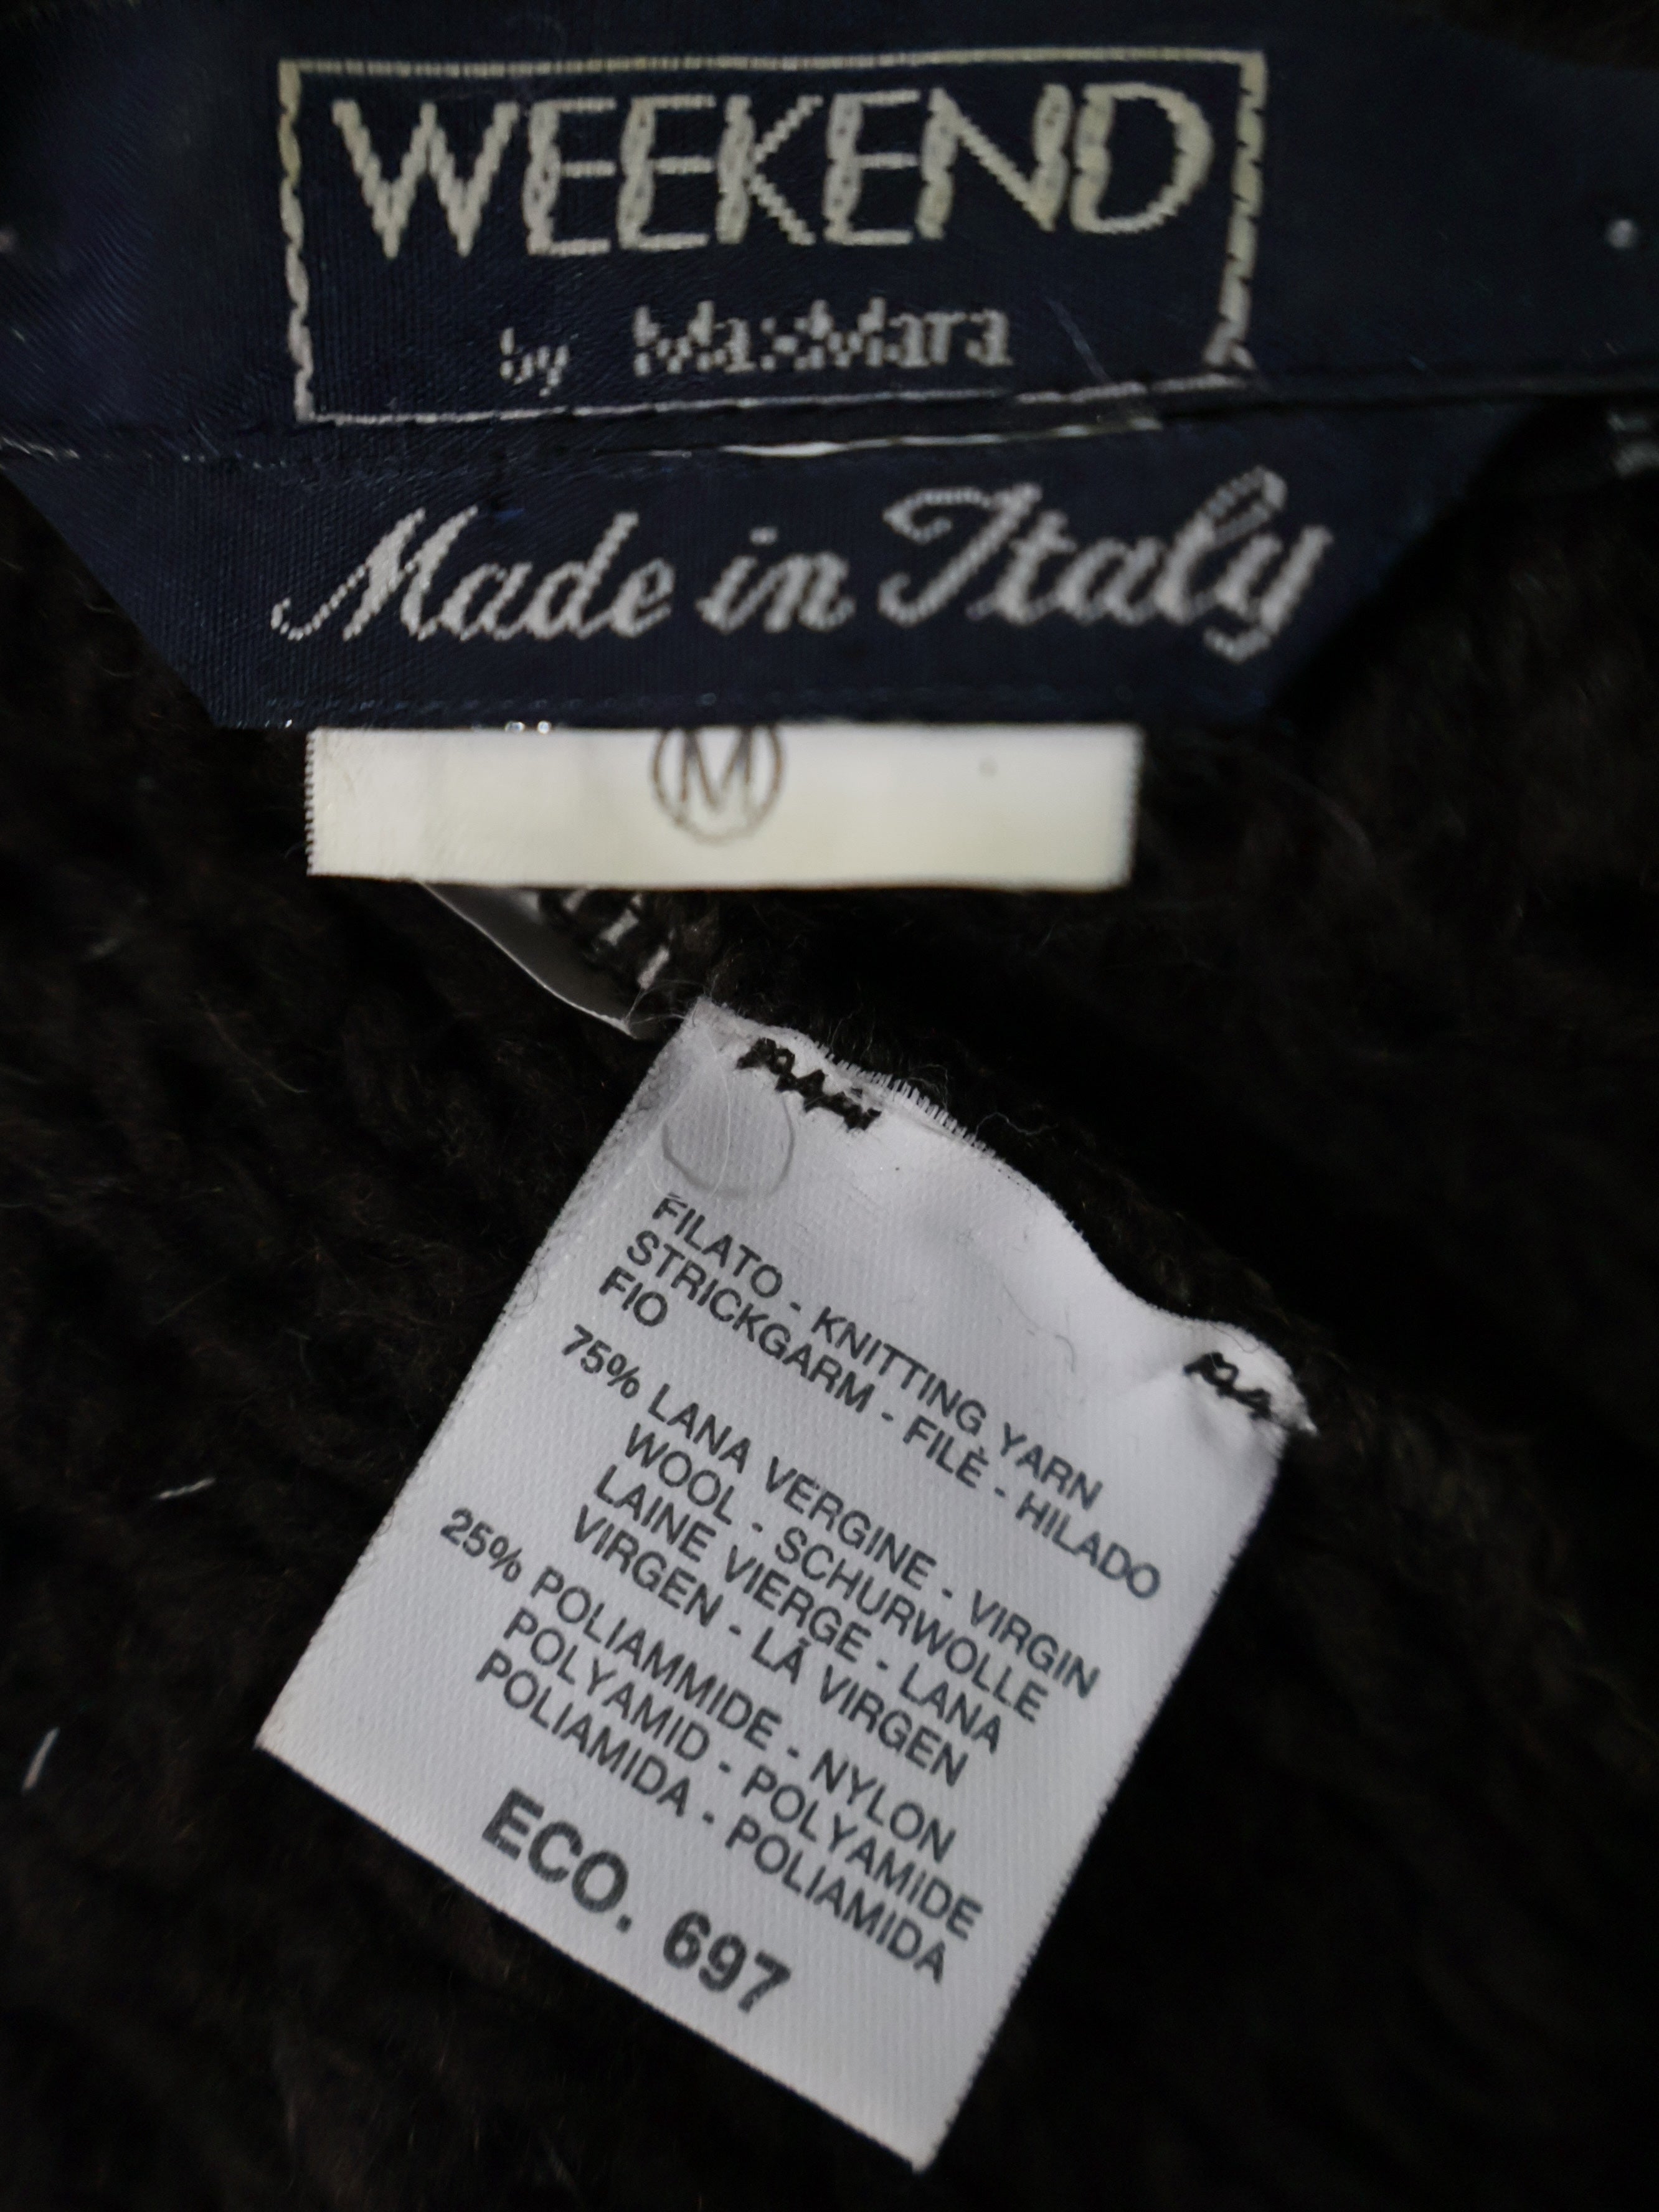 WEEKEND
by MaxMara
Made in Italy
M
FILATO - KNITTING YARN
STRICKGARM - FILÈ - HILADO
FIO
75% LANA VERGINE - VIRGIN
WOOL - SCHURWOLLE
LAINE VIERGE - LANA
VIRGEN - LÃ VIRGEN
25% POLIAMMIDE - NYLON
POLYAMID - POLYAMIDE
POLIAMIDA - POLIAMIDA
ECO. 697